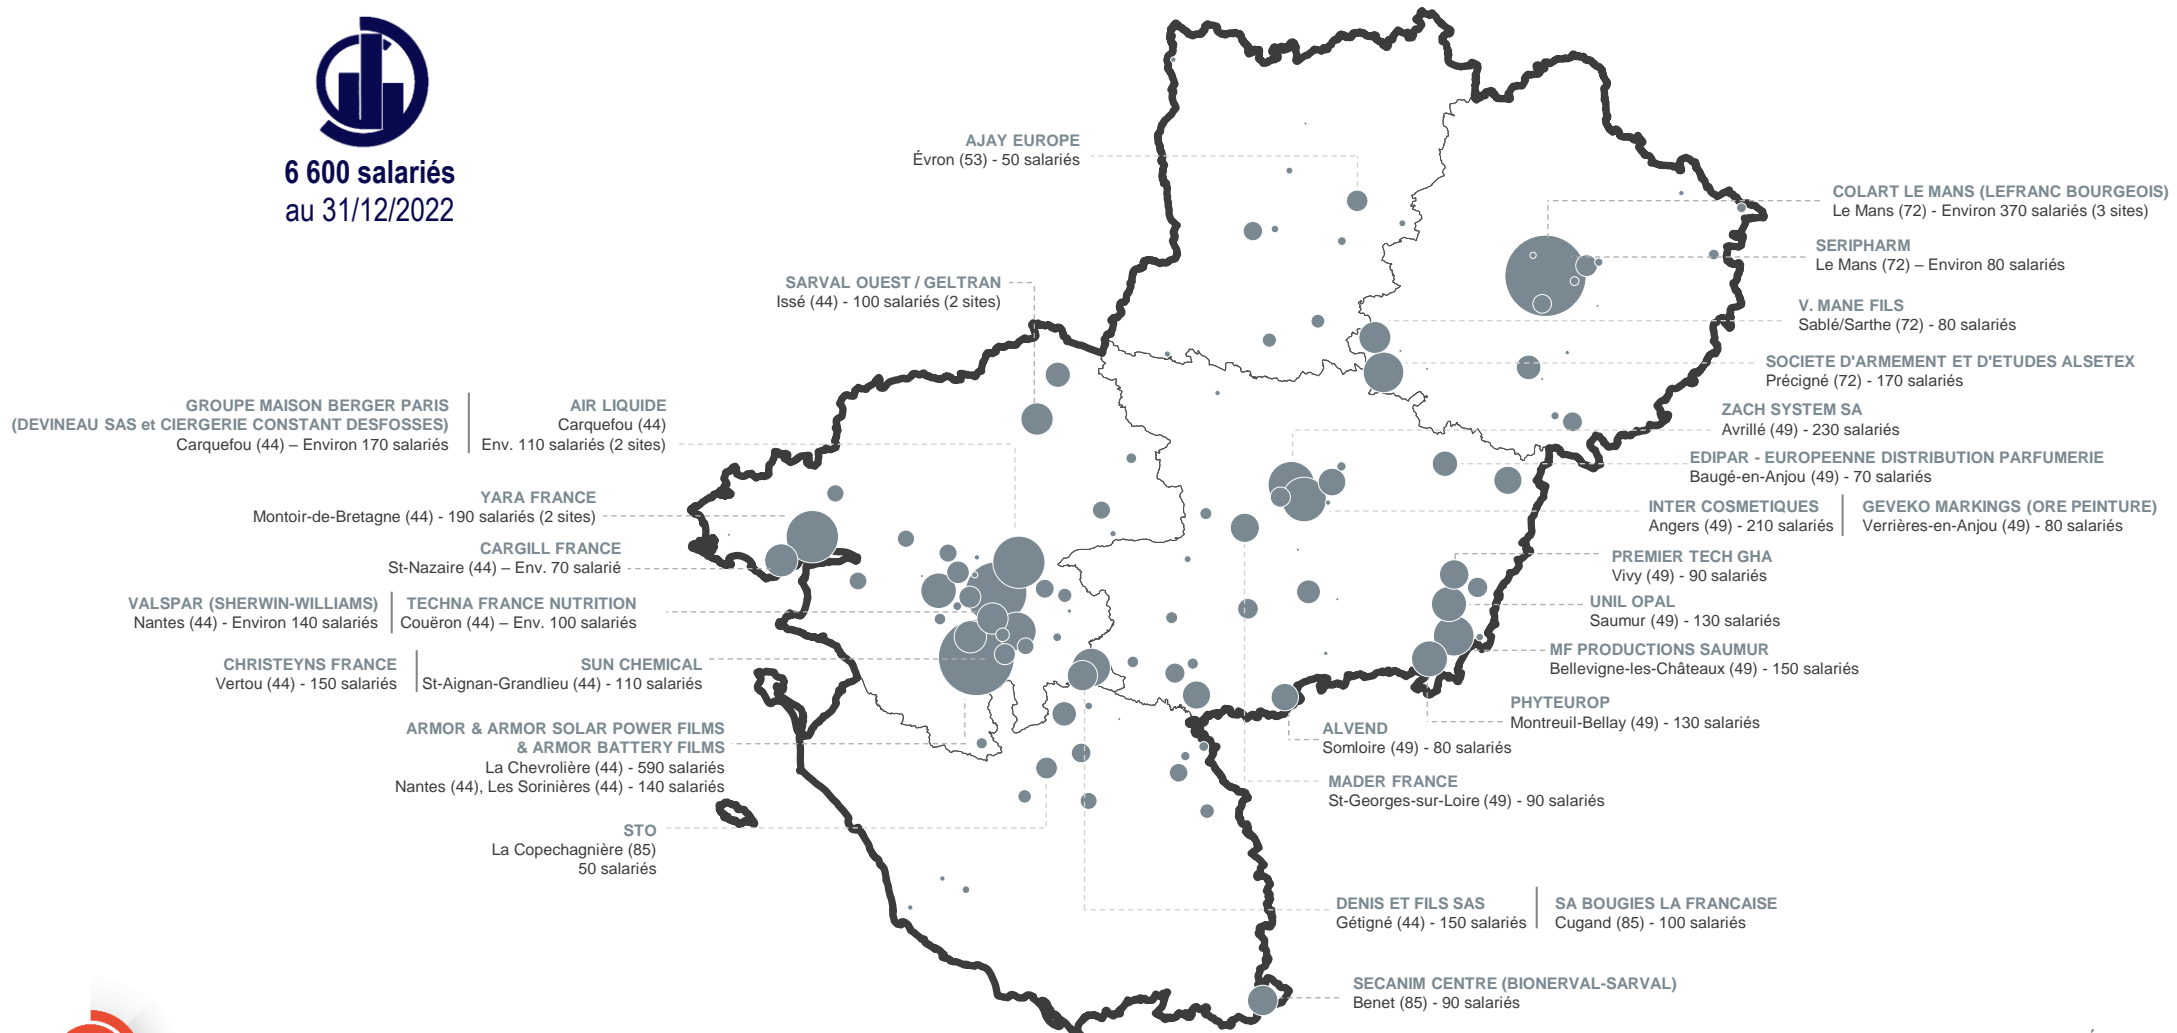 6 600 salariés
au 31/12/2022
AJAY EUROPE
Évron (53) - 50 salariés
SARVAL OUEST / GELTRAN
Issé (44) - 100 salariés (2 sites)
GROUPE MAISON BERGER PARIS
(DEVINEAU SAS et CIERGERIE CONSTANT DESFOSSES)
Carquefou (44) – Environ 170 salariés
AIR LIQUIDE
Carquefou (44)
Env. 110 salariés (2 sites)
YARA FRANCE
Montoir-de-Bretagne (44) - 190 salariés (2 sites)
CARGILL FRANCE
St-Nazaire (44) – Env. 70 salarié
VALSPAR (SHERWIN-WILLIAMS)
Nantes (44) - Environ 140 salariés
TECHNA FRANCE NUTRITION
Couëron (44) – Env. 100 salariés
CHRISTEYNS FRANCE
Vertou (44) - 150 salariés
SUN CHEMICAL
St-Aignan-Grandlieu (44) - 110 salariés
ARMOR & ARMOR SOLAR POWER FILMS
& ARMOR BATTERY FILMS
La Chevrolière (44) - 590 salariés
Nantes (44), Les Sorinières (44) - 140 salariés
STO
La Copechagnière (85)
50 salariés
COLART LE MANS (LEFRANC BOURGEOIS)
Le Mans (72) - Environ 370 salariés (3 sites)
SERIPHARM
Le Mans (72) – Environ 80 salariés
V. MANE FILS
Sablé/Sarthe (72) - 80 salariés
SOCIETE D'ARMEMENT ET D'ETUDES ALSETEX
Précigné (72) - 170 salariés
ZACH SYSTEM SA
Avrillé (49) - 230 salariés
EDIPAR - EUROPEENNE DISTRIBUTION PARFUMERIE
Baugé-en-Anjou (49) - 70 salariés
INTER COSMETIQUES
Angers (49) - 210 salariés
GEVEKO MARKINGS (ORE PEINTURE)
Verrières-en-Anjou (49) - 80 salariés
PREMIER TECH GHA
Vivy (49) - 90 salariés
UNIL OPAL
Saumur (49) - 130 salariés
MF PRODUCTIONS SAUMUR
Bellevigne-les-Châteaux (49) - 150 salariés
PHYTEUROP
Montreuil-Bellay (49) - 130 salariés
ALVEND
Somloire (49) - 80 salariés
MADER FRANCE
St-Georges-sur-Loire (49) - 90 salariés
DENIS ET FILS SAS
Gétigné (44) - 150 salariés
SA BOUGIES LA FRANCAISE
Cugand (85) - 100 salariés
SECANIM CENTRE (BIONERVAL-SARVAL)
Benet (85) - 90 salariés